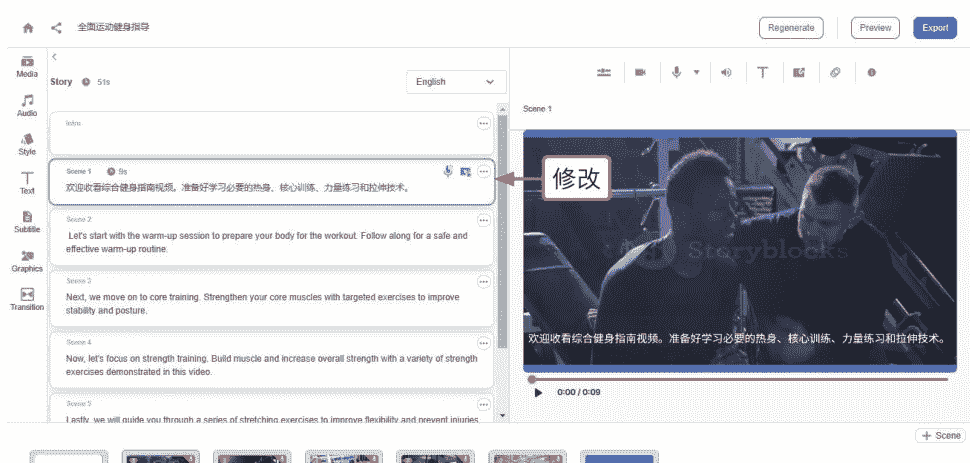 全面运动健身指导
Regenerate
Preview
Export
Media
Audio
Style
Text
Subtitle
Graphics
Transition
Story 51s
English
Intro
Scene 1 9s
欢迎收看综合健身指南视频。准备好学习必要的热身、核心训练、力量练习和拉伸技术。
Scene 2
Let's start with the warm-up session to prepare your body for the workout. Follow along for a safe and
effective warm-up routine.
Scene 3
Next, we move on to core training. Strengthen your core muscles with targeted exercises to improve
stability and posture.
Scene 4
Now, let's focus on strength training. Build muscle and increase overall strength with a variety of strength
exercises demonstrated in this video.
Scene 5
Lastly, we will guide you through a series of stretching exercises to improve flexibility and prevent injuries
修改
Scene 1
Storyblocks
欢迎收看综合健身指南视频。准备好学习必要的热身、核心训练、力量练习和拉伸技术。
0:00 / 0:09
+ Scene